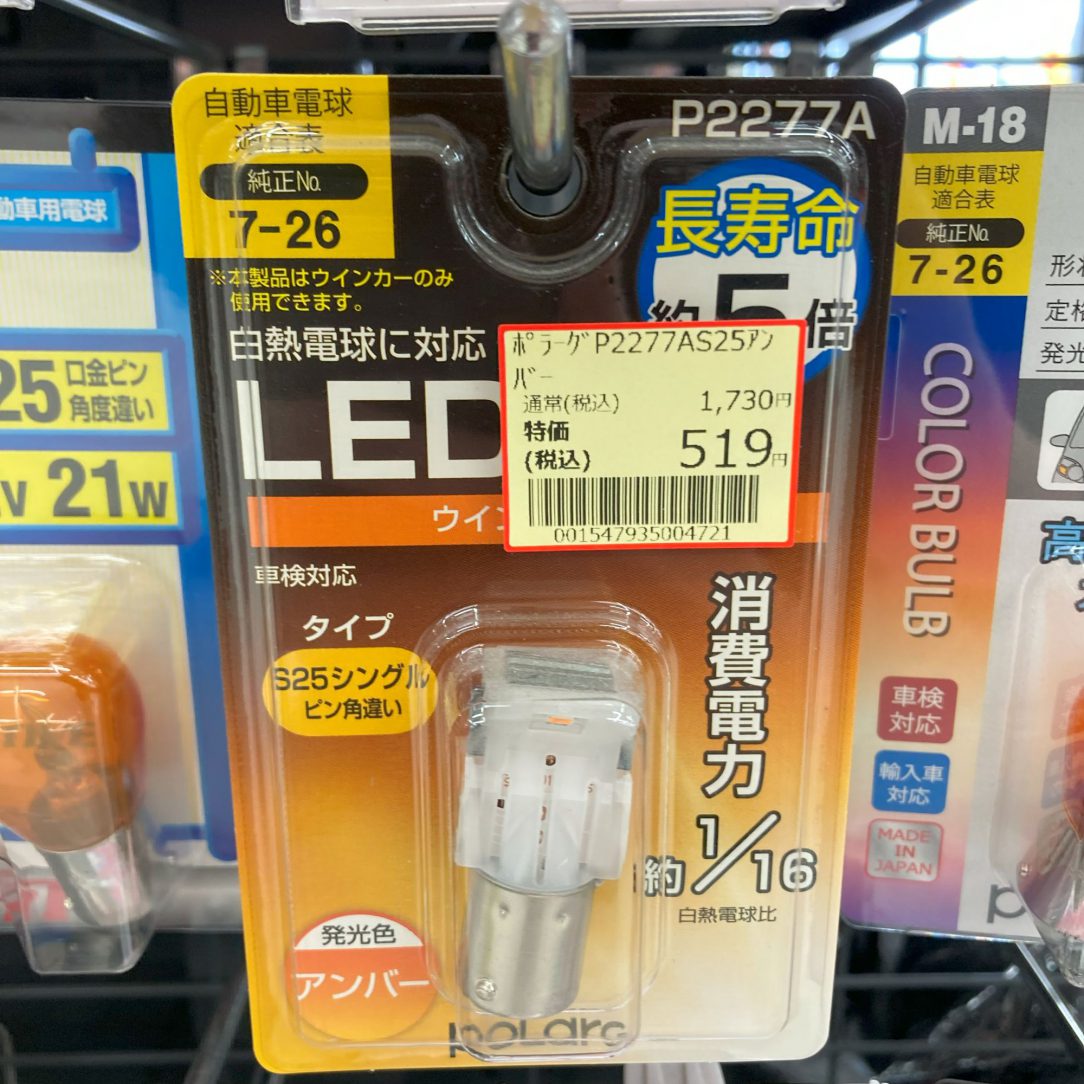 自動車電球
適合表
純正No.
7-26
P2277A
※本製品はウインカーのみ
使用できます。
長寿命
約5倍
白熱電球に対応
LED
ウイン
ポラーグP2277AS25アン
バー
通常(税込) 1,730円
特価
(税込) 519円
001547935004721
車検対応
タイプ
S25シングル
ピン角違い
消費電力
約1/16
白熱電球比
発光色
アンバー
POLARG
動車用電球
25 口金ピン
角度違い
V 21W
M-18
自動車電球
適合表
純正No.
7-26
COLOR BULB
車検
対応
輸入車
対応
MADE
IN
JAPAN
形
定格
発光
高